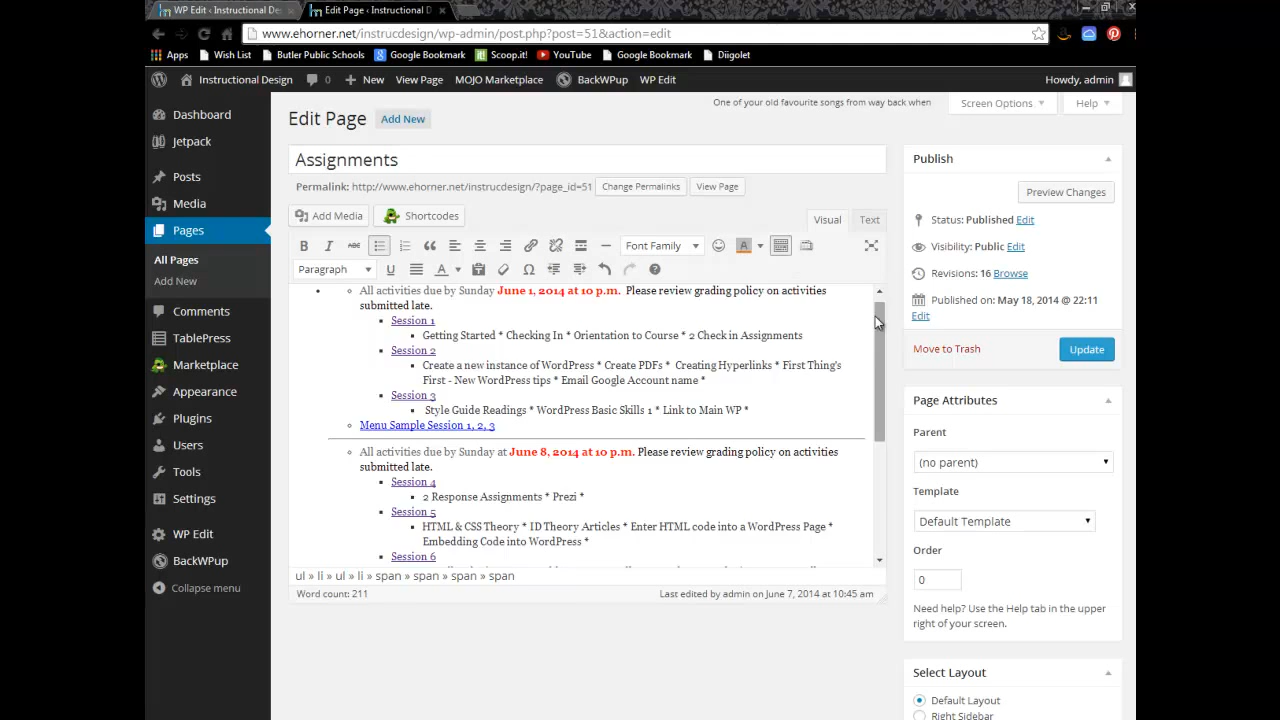 WP Edit ‹ Instructional De
Edit Page ‹ Instructional D
www.ehorner.net/instrucdesign/wp-admin/post.php?post=51&action=edit
Apps Wish List Butler Public Schools Google Bookmark Scoop.it! YouTube Google Bookmark Diigolet
Instructional Design 0 New View Page MOJO Marketplace BackWPup WP Edit Howdy, admin
Dashboard
Jetpack
Posts
Media
Pages
All Pages
Add New
Comments
TablePress
Marketplace
Appearance
Plugins
Users
Tools
Settings
WP Edit
BackWPup
Collapse menu
One of your old favourite songs from way back when
Screen Options
Help
Edit Page Add New
Assignments
Permalink: http://www.ehorner.net/instrucdesign/?page_id=51 Change Permalinks View Page
Add Media Shortcodes Visual Text
B I ABC Font Family A
Paragraph U A Ω
All activities due by Sunday June 1, 2014 at 10 p.m. Please review grading policy on activities
submitted late.
Session 1
Getting Started * Checking In * Orientation to Course * 2 Check in Assignments
Session 2
Create a new instance of WordPress * Create PDFs * Creating Hyperlinks * First Thing's
First - New WordPress tips * Email Google Account name *
Session 3
Style Guide Readings * WordPress Basic Skills 1 * Link to Main WP *
Menu Sample Session 1, 2, 3
All activities due by Sunday at June 8, 2014 at 10 p.m. Please review grading policy on activities
submitted late.
Session 4
2 Response Assignments * Prezi *
Session 5
HTML & CSS Theory * ID Theory Articles * Enter HTML code into a WordPress Page *
Embedding Code into WordPress *
Session 6
ul » li » ul » li » span » span » span » span
Word count: 211 Last edited by admin on June 7, 2014 at 10:45 am
Publish
Preview Changes
Status: Published Edit
Visibility: Public Edit
Revisions: 16 Browse
Published on: May 18, 2014 @ 22:11
Edit
Move to Trash Update
Page Attributes
Parent
(no parent)
Template
Default Template
Order
0
Need help? Use the Help tab in the upper
right of your screen.
Select Layout
Default Layout
Right Sidebar